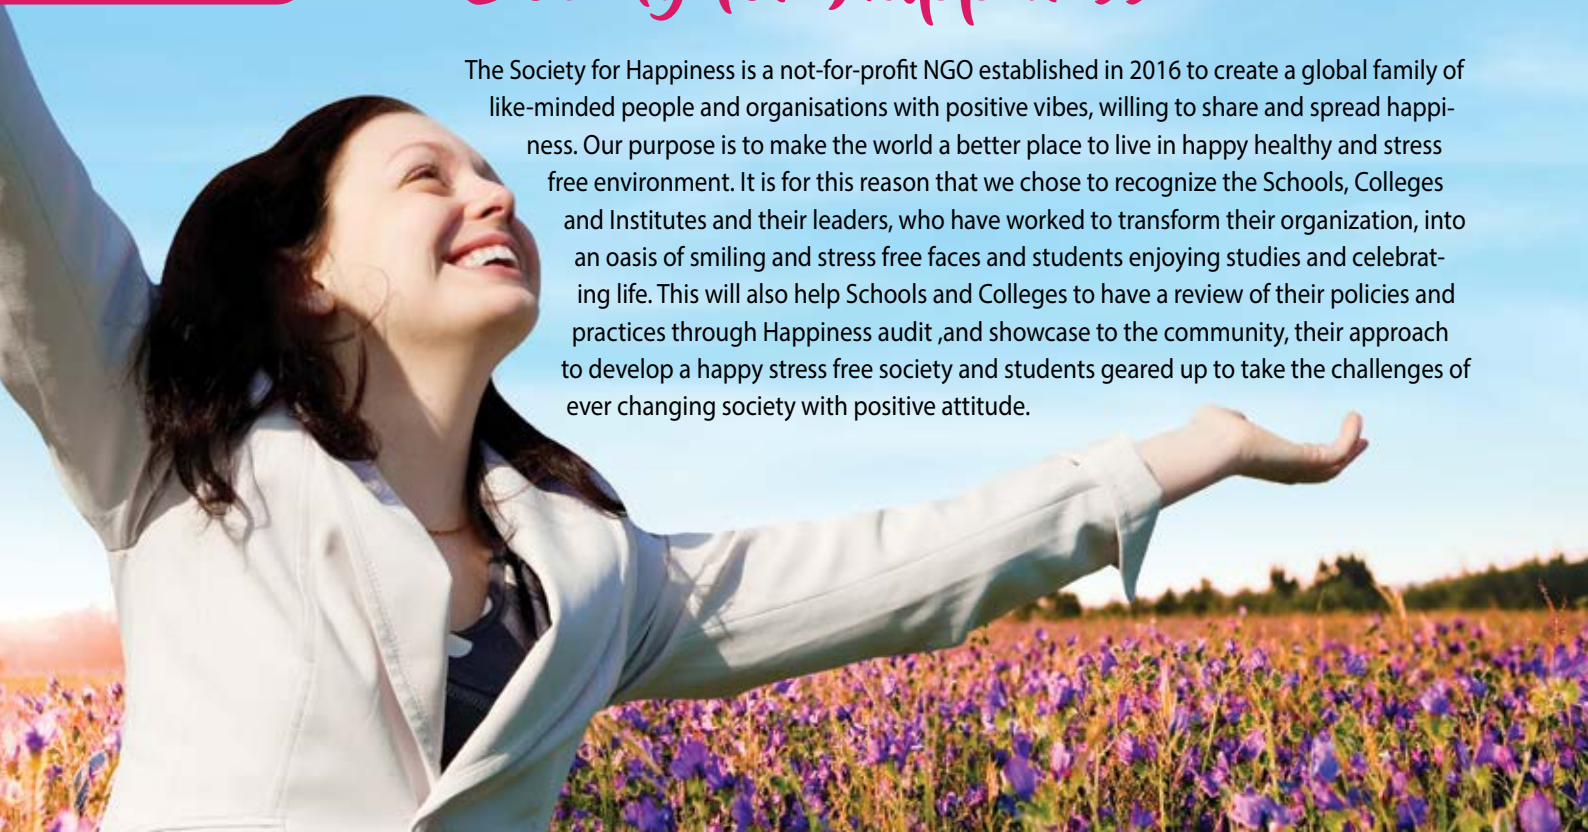 The Society for Happiness is a not-for-profit NGO established in 2016 to create a global family of
like-minded people and organisations with positive vibes, willing to share and spread happi-
ness. Our purpose is to make the world a better place to live in happy healthy and stress
free environment. It is for this reason that we chose to recognize the Schools, Colleges
and Institutes and their leaders, who have worked to transform their organization, into
an oasis of smiling and stress free faces and students enjoying studies and celebrat-
ing life. This will also help Schools and Colleges to have a review of their policies and
practices through Happiness audit ,and showcase to the community, their approach
to develop a happy stress free society and students geared up to take the challenges of
ever changing society with positive attitude.